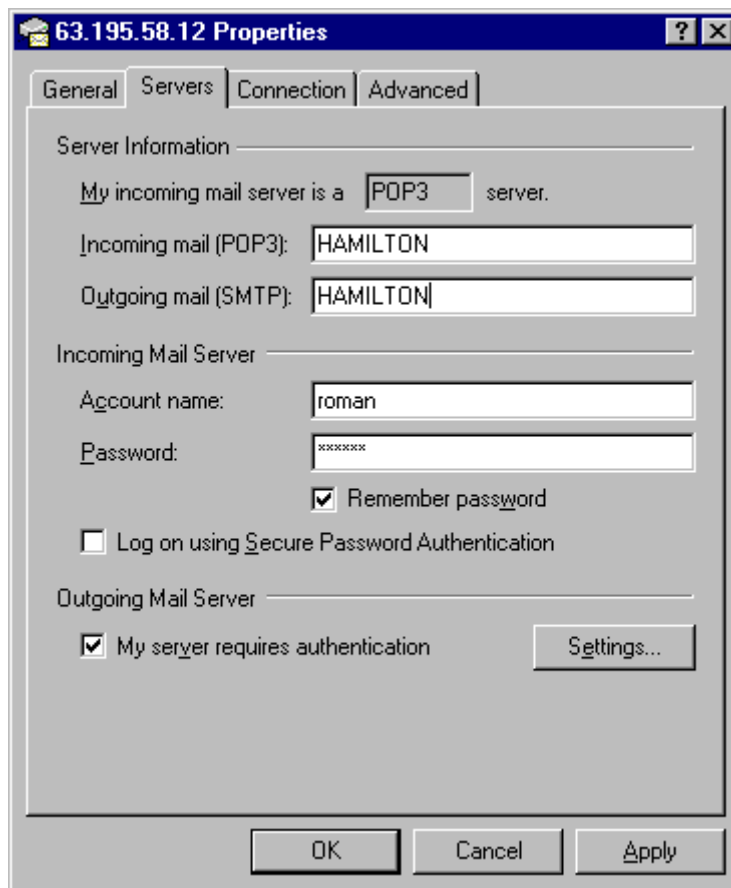 63.195.58.12 Properties
General Servers Connection Advanced
Server Information
My incoming mail server is a POP3 server.
Incoming mail (POP3): HAMILTON
Outgoing mail (SMTP): HAMILTON
Incoming Mail Server
Account name: roman
Password: ******
Remember password
Log on using Secure Password Authentication
Outgoing Mail Server
My server requires authentication Settings...
OK Cancel Apply